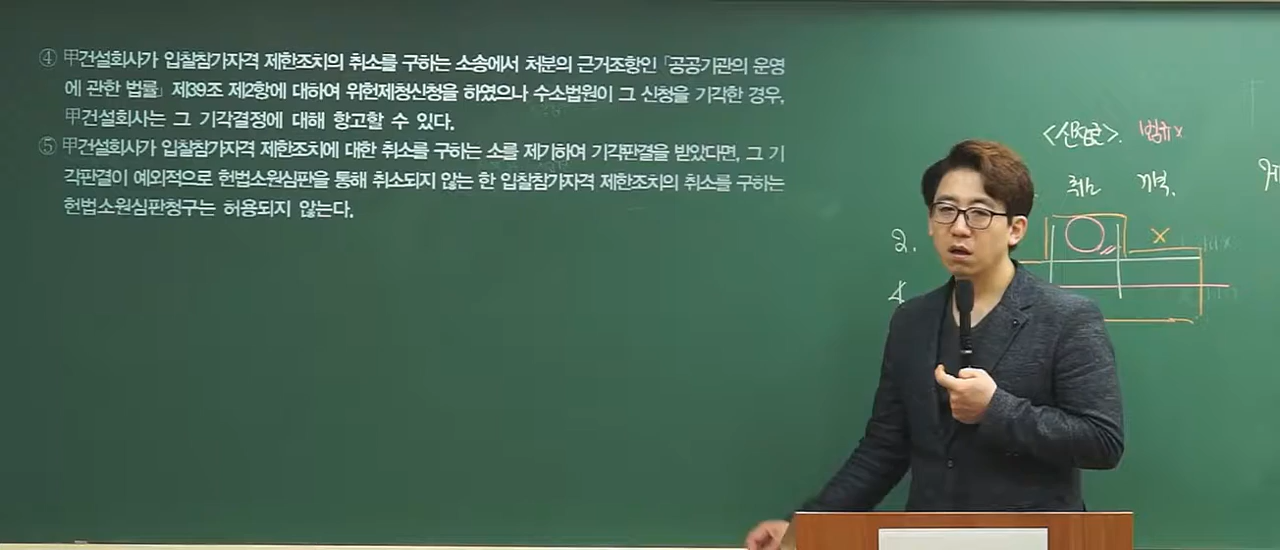 ④ 甲건설회사가 입찰참가자격 제한조치의 취소를 구하는 소송에서 처분의 근거조항인 「공공기관의 운영
에 관한 법률」 제39조 제2항에 대하여 위헌제청신청을 하였으나 수소법원이 그 신청을 기각한 경우,
甲건설회사는 그 기각결정에 대해 항고할 수 있다.
⑤ 甲건설회사가 입찰참가자격 제한조치에 대한 취소를 구하는 소를 제기하여 기각판결을 받았다면, 그 기
각판결이 예외적으로 헌법소원심판을 통해 취소되지 않는 한 입찰참가자격 제한조치의 취소를 구하는
헌법소원심판청구는 허용되지 않는다.
취소 기각.
2.
4